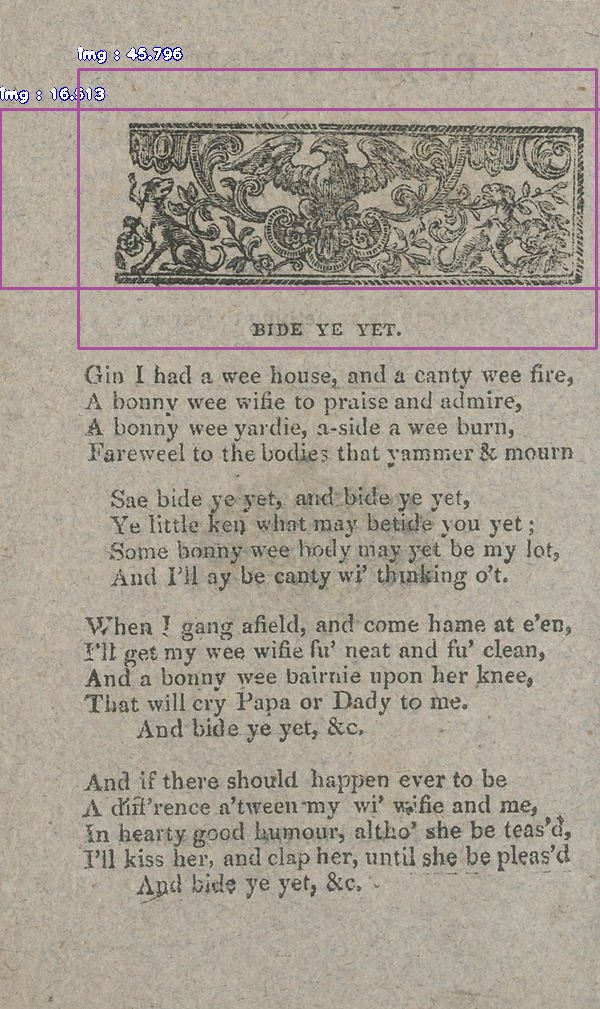 img : 45.796
img : 16.613
BIDE YE YET.
Gin I had a wee house, and a canty wee fire,
A bonny wee wifie to praise and admire,
A bonny wee yardie, a-side a wee burn,
Fareweel to the bodies that yammer & mourn
Sae bide ye yet, and bide ye yet,
Ye little ken what may betide you yet;
Some bonny wee body may yet be my lot,
And I'll ay be canty wi' thinking o't.
When I gang afield, and come hame at e'en,
I'll get my wee wifie fu' neat and fu' clean,
And a bonny wee bairnie upon her knee,
That will cry Papa or Dady to me.
And bide ye yet, &c.
And if there should happen ever to be
A diff'rence a'tween my wi' wifie and me,
In hearty good humour, altho' she be teas'd,
I'll kiss her, and clap her, until she be pleas'd
And bide ye yet, &c.